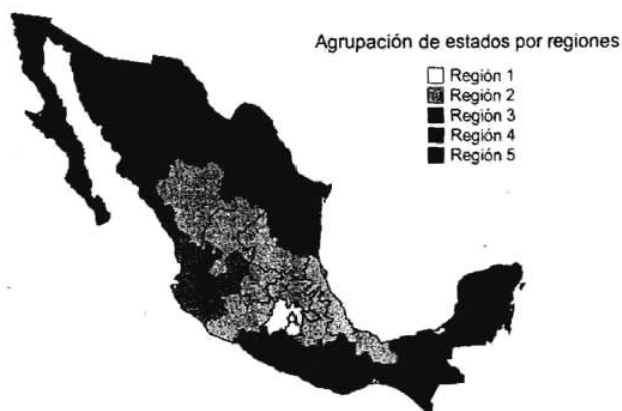 Agrupación de estados por regiones
Región 1
Región 2
Región 3
Región 4
Región 5